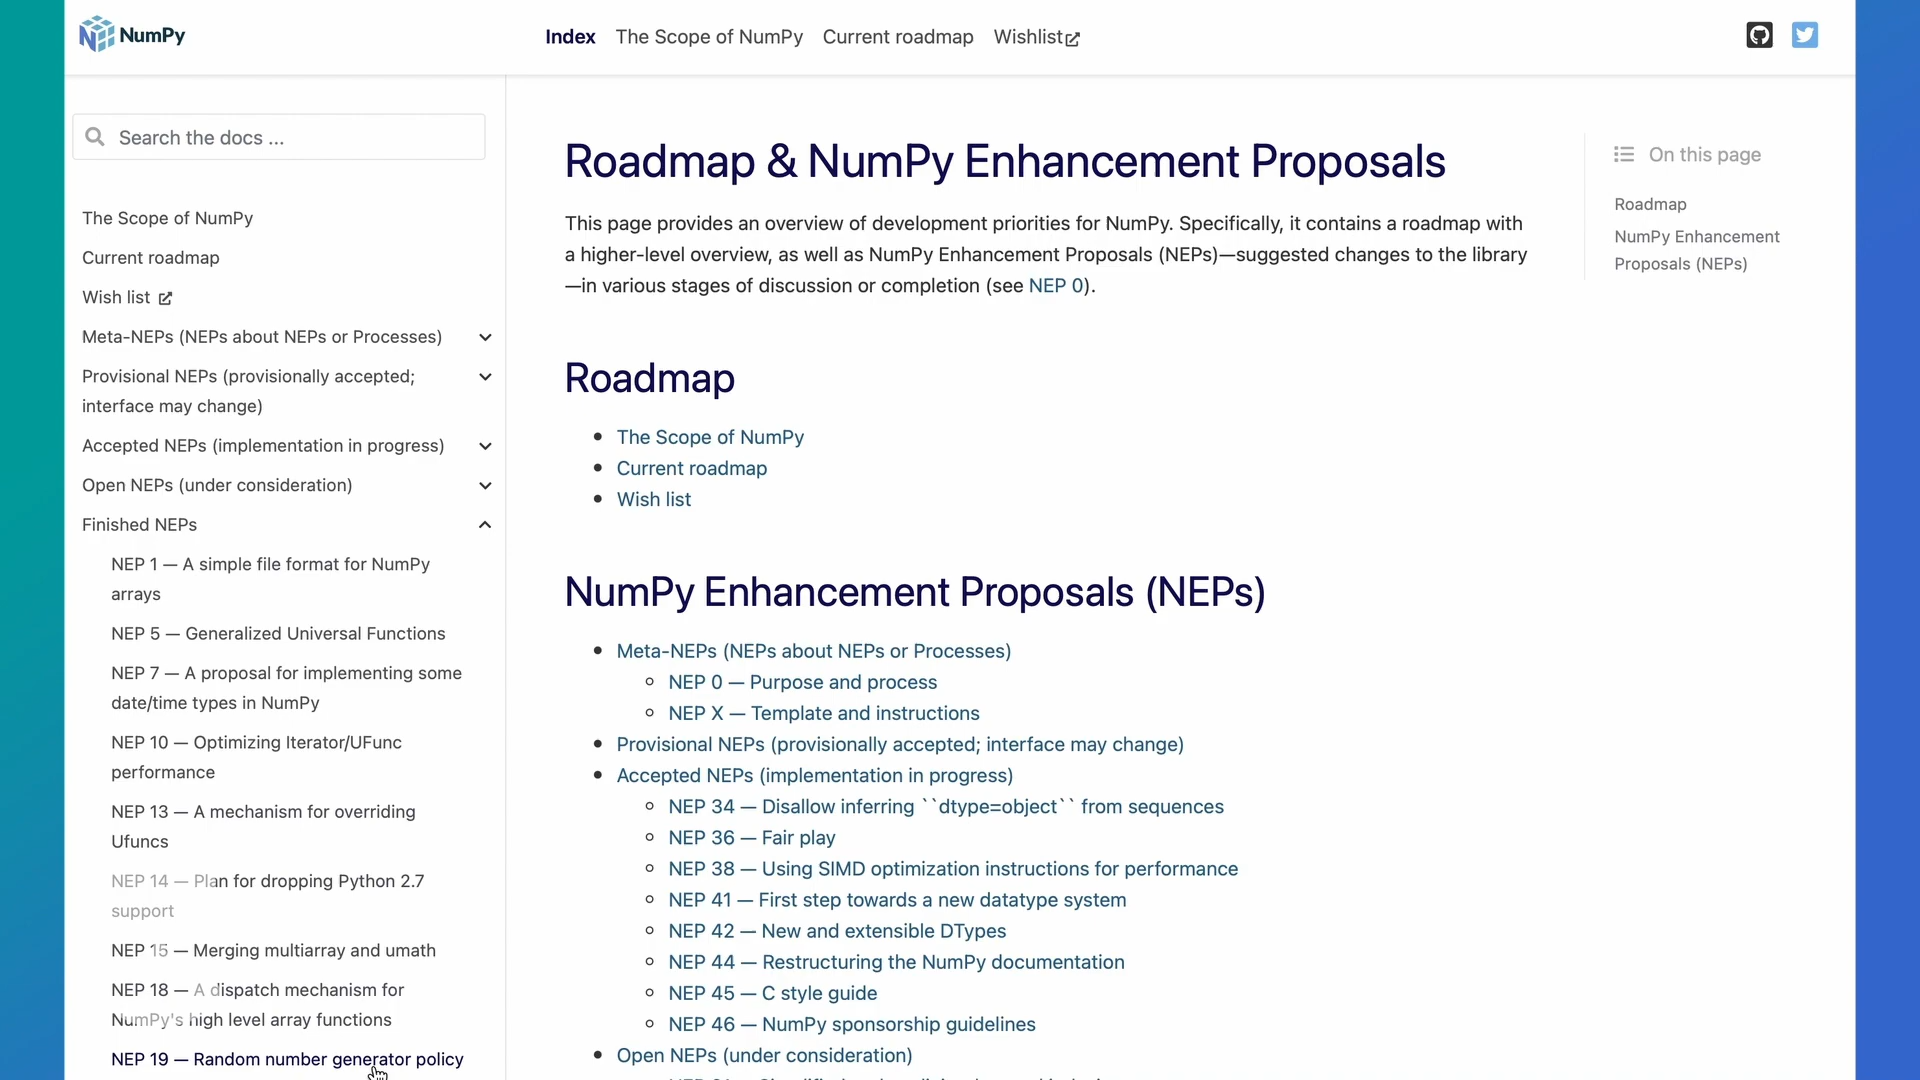 NumPy
Index The Scope of NumPy Current roadmap Wishlist
Search the docs ...
The Scope of NumPy
Current roadmap
Wish list
Meta-NEPs (NEPs about NEPs or Processes)
Provisional NEPs (provisionally accepted;
interface may change)
Accepted NEPs (implementation in progress)
Open NEPs (under consideration)
Finished NEPs
NEP 1 — A simple file format for NumPy
arrays
NEP 5 — Generalized Universal Functions
NEP 7 — A proposal for implementing some
date/time types in NumPy
NEP 10 — Optimizing Iterator/UFunc
performance
NEP 13 — A mechanism for overriding
Ufuncs
NEP 14 — Plan for dropping Python 2.7
support
NEP 15 — Merging multiarray and umath
NEP 18 — A dispatch mechanism for
NumPy's high level array functions
NEP 19 — Random number generator policy
Roadmap & NumPy Enhancement Proposals
This page provides an overview of development priorities for NumPy. Specifically, it contains a roadmap with
a higher-level overview, as well as NumPy Enhancement Proposals (NEPs)—suggested changes to the library
—in various stages of discussion or completion (see NEP 0).
Roadmap
The Scope of NumPy
Current roadmap
Wish list
NumPy Enhancement Proposals (NEPs)
Meta-NEPs (NEPs about NEPs or Processes)
NEP 0 — Purpose and process
NEP X — Template and instructions
Provisional NEPs (provisionally accepted; interface may change)
Accepted NEPs (implementation in progress)
NEP 34 — Disallow inferring ``dtype=object`` from sequences
NEP 36 — Fair play
NEP 38 — Using SIMD optimization instructions for performance
NEP 41 — First step towards a new datatype system
NEP 42 — New and extensible DTypes
NEP 44 — Restructuring the NumPy documentation
NEP 45 — C style guide
NEP 46 — NumPy sponsorship guidelines
Open NEPs (under consideration)
On this page
Roadmap
NumPy Enhancement
Proposals (NEPs)